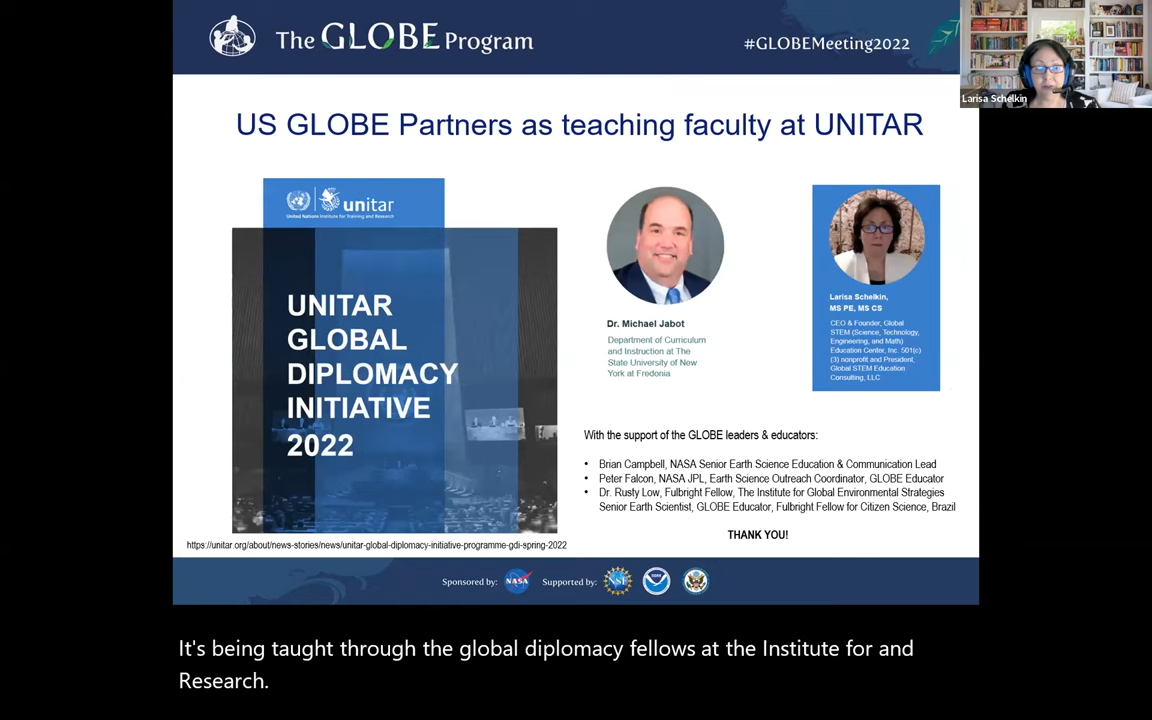 The GLOBE Program
#GLOBEMeeting2022
Larisa Schelkin
US GLOBE Partners as teaching faculty at UNITAR
unitar
United Nations Institute for Training and Research
UNITAR
GLOBAL
DIPLOMACY
INITIATIVE
2022
https://unitar.org/about/news-stories/news/unitar-global-diplomacy-initiative-programme-gdi-spring-2022
Dr. Michael Jabot
Department of Curriculum
and Instruction at The
State University of New
York at Fredonia
Larisa Schelkin,
MS PE, MS CS
CEO & Founder, Global
STEM (Science, Technology,
Engineering, and Math)
Education Center, Inc. 501(c)
(3) nonprofit and President,
Global STEM Education
Consulting, LLC
With the support of the GLOBE leaders & educators:
• Brian Campbell, NASA Senior Earth Science Education & Communication Lead
• Peter Falcon, NASA JPL, Earth Science Outreach Coordinator, GLOBE Educator
• Dr. Rusty Low, Fulbright Fellow, The Institute for Global Environmental Strategies
Senior Earth Scientist, GLOBE Educator, Fulbright Fellow for Citizen Science, Brazil
THANK YOU!
Sponsored by: NASA Supported by: NSF
It's being taught through the global diplomacy fellows at the Institute for and
Research.